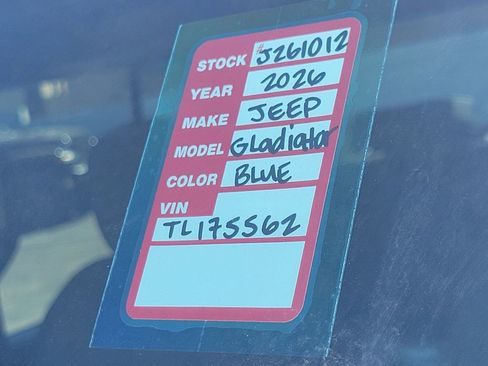 STOCK #J261012
YEAR 2026
MAKE JEEP
MODEL Gladiator
COLOR BLUE
VIN
TL175562